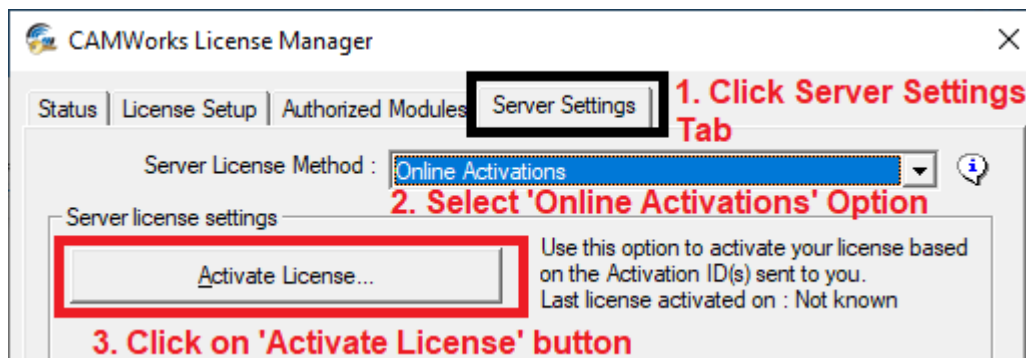 CAMWorks License Manager
Status License Setup Authorized Modules Server Settings
1. Click Server Settings
Tab
Server License Method : Online Activations
2. Select 'Online Activations' Option
Server license settings
Activate License...
Use this option to activate your license based
on the Activation ID(s) sent to you.
Last license activated on : Not known
3. Click on 'Activate License' button